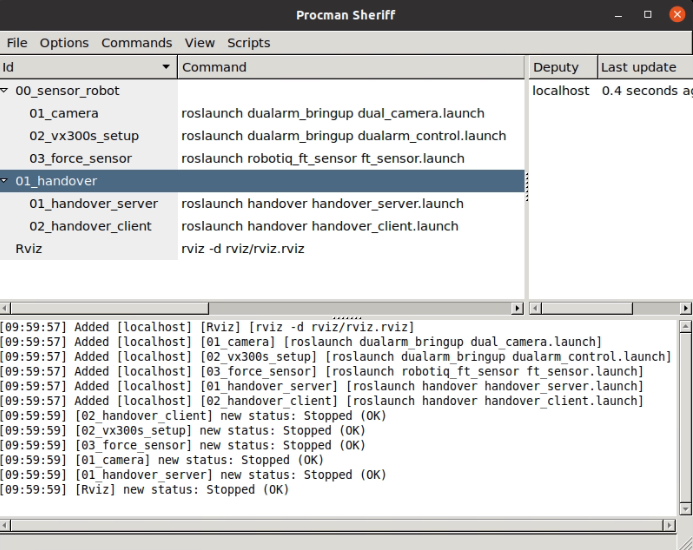 Procman Sheriff
File Options Commands View Scripts
Id Command Deputy Last update
00_sensor_robot localhost 0.4 seconds
01_camera roslaunch dualarm_bringup dual_camera.launch
02_vx300s_setup roslaunch dualarm_bringup dualarm_control.launch
03_force_sensor roslaunch robotiq_ft_sensor ft_sensor.launch
01_handover
01_handover_server roslaunch handover handover_server.launch
02_handover_client roslaunch handover handover_client.launch
Rviz rviz -d rviz/rviz.rviz
[09:59:57] Added [localhost] [Rviz] [rviz -d rviz/rviz.rviz]
[09:59:57] Added [localhost] [01_camera] [roslaunch dualarm_bringup dual_camera.launch]
[09:59:57] Added [localhost] [02_vx300s_setup] [roslaunch dualarm_bringup dualarm_control.launch]
[09:59:57] Added [localhost] [03_force_sensor] [roslaunch robotiq_ft_sensor ft_sensor.launch]
[09:59:57] Added [localhost] [01_handover_server] [roslaunch handover handover_server.launch]
[09:59:57] Added [localhost] [02_handover_client] [roslaunch handover handover_client.launch]
[09:59:59] [02_handover_client] new status: Stopped (OK)
[09:59:59] [02_vx300s_setup] new status: Stopped (OK)
[09:59:59] [03_force_sensor] new status: Stopped (OK)
[09:59:59] [01_camera] new status: Stopped (OK)
[09:59:59] [01_handover_server] new status: Stopped (OK)
[09:59:59] [Rviz] new status: Stopped (OK)